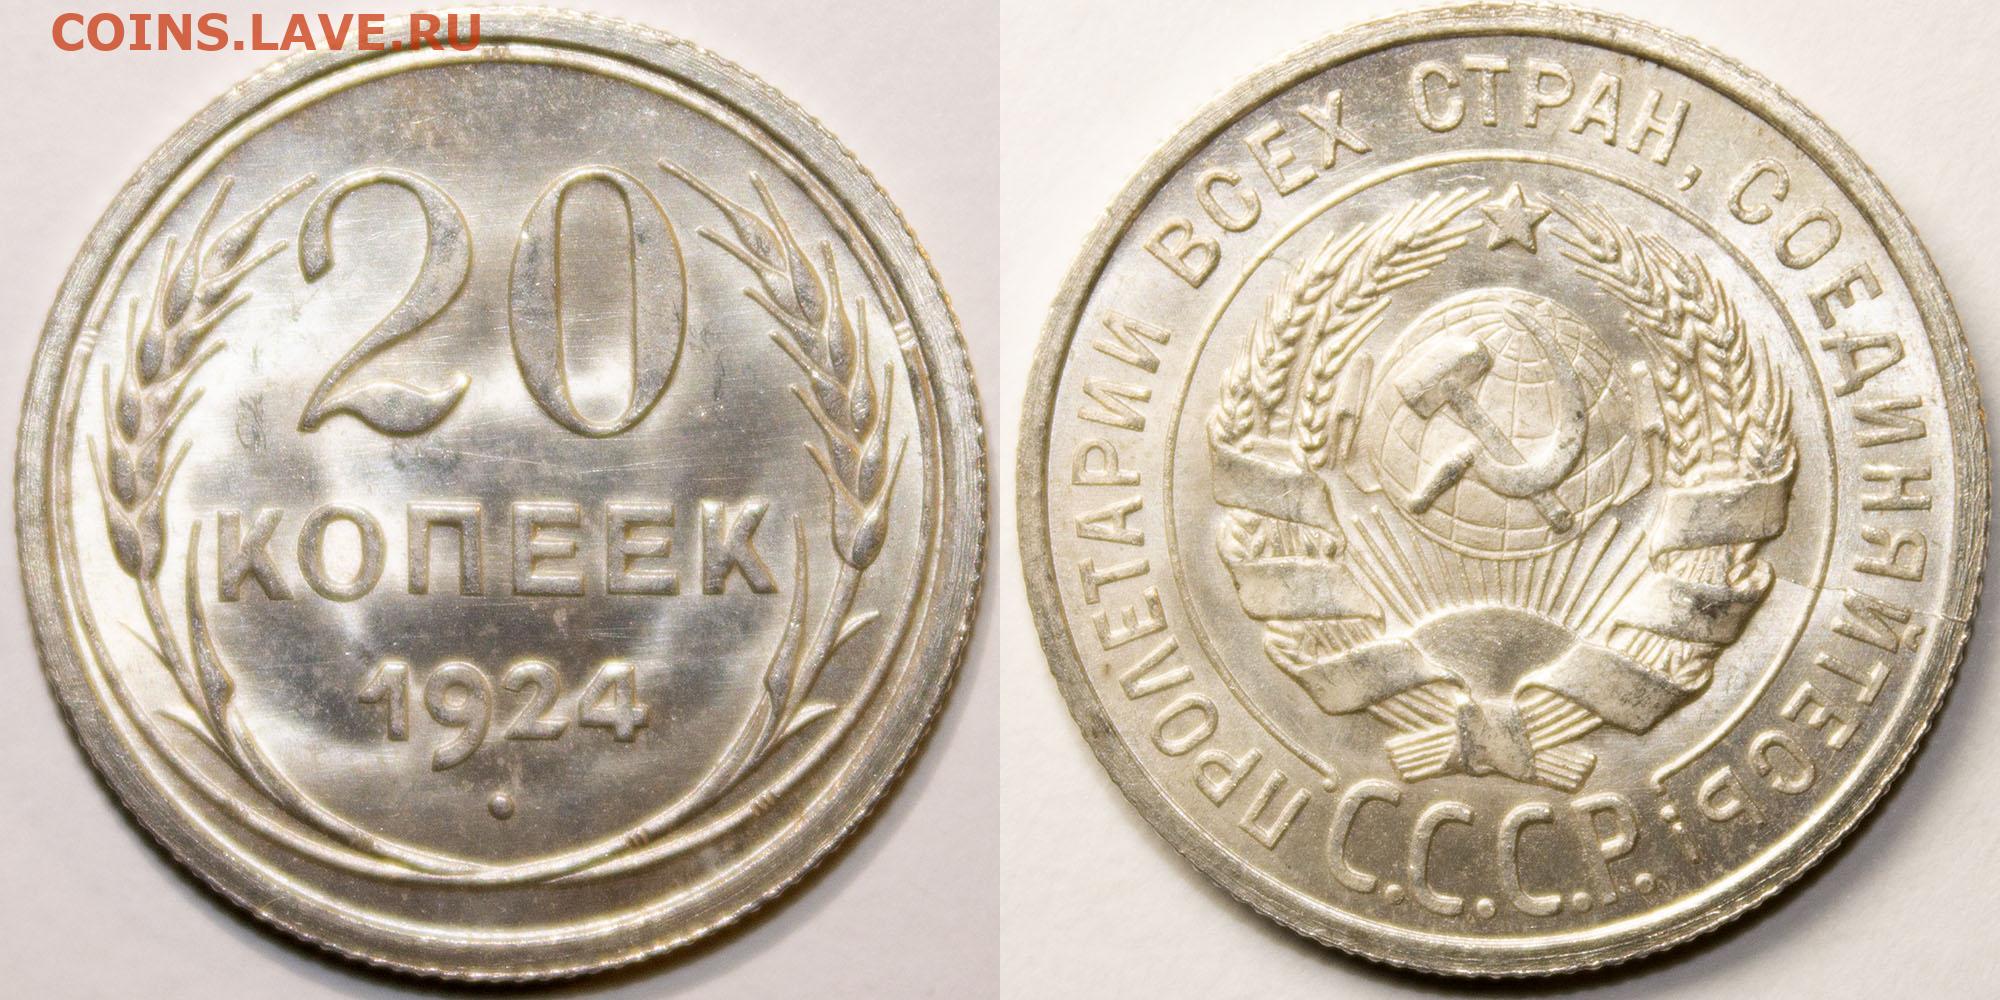 COINS.LAVE.RU
20
КОПЕЕК
1924
ПРОЛЕТАРИИ ВСЕХ СТРАН, СОЕДИНЯЙТЕСЬ!
С.С.С.Р.